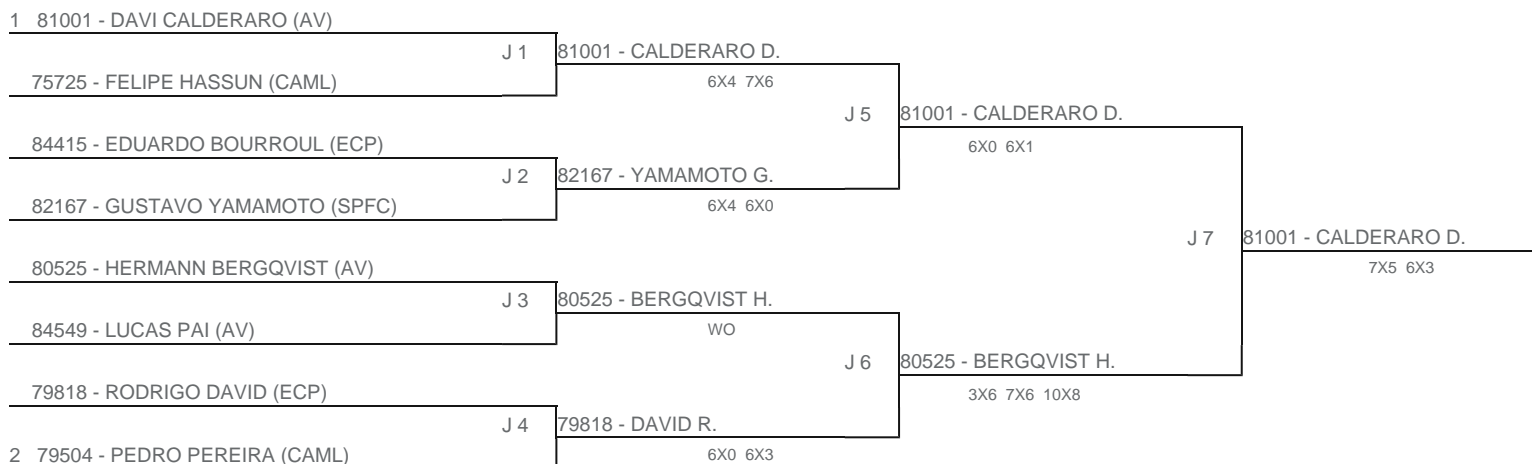 1 81001 - DAVI CALDERARO (AV)
J 1
81001 - CALDERARO D.
75725 - FELIPE HASSUN (CAML)
6X4 7X6
J 5
81001 - CALDERARO D.
84415 - EDUARDO BOURROUL (ECP)
6X0 6X1
J 2
82167 - YAMAMOTO G.
82167 - GUSTAVO YAMAMOTO (SPFC)
6X4 6X0
J 7
81001 - CALDERARO D.
80525 - HERMANN BERGQVIST (AV)
7X5 6X3
J 3
80525 - BERGQVIST H.
84549 - LUCAS PAI (AV)
WO
J 6
80525 - BERGQVIST H.
79818 - RODRIGO DAVID (ECP)
3X6 7X6 10X8
J 4
79818 - DAVID R.
2 79504 - PEDRO PEREIRA (CAML)
6X0 6X3